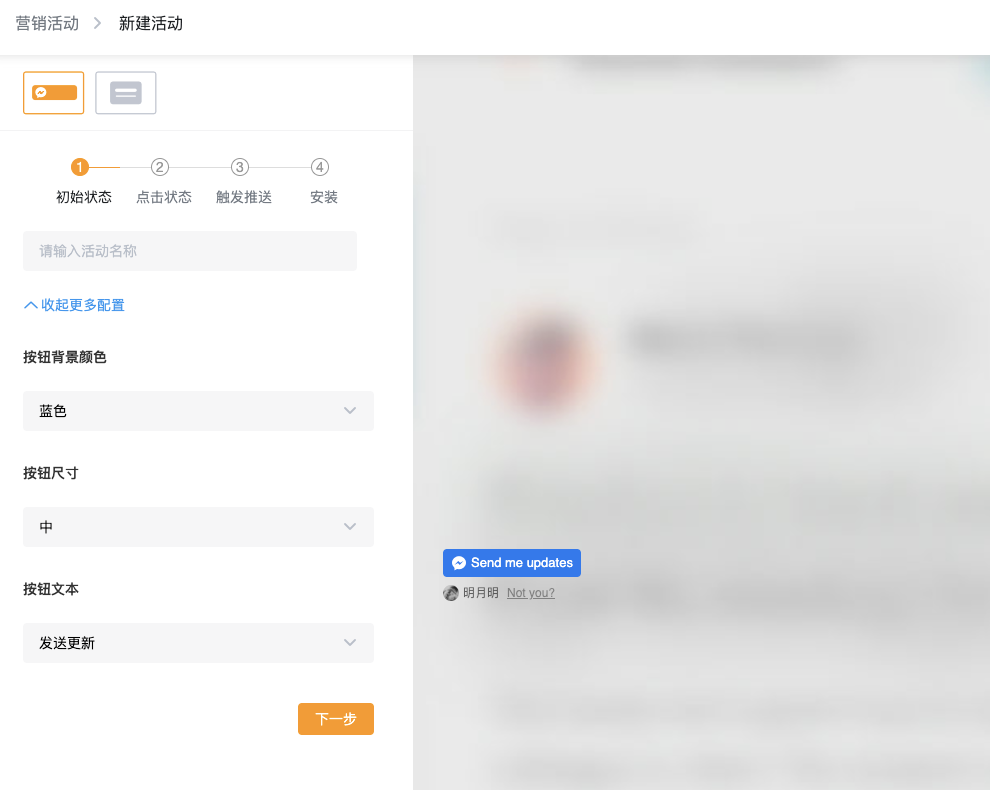 营销活动 新建活动
1 2 3 4
初始状态 点击状态 触发推送 安装
请输入活动名称
收起更多配置
按钮背景颜色
蓝色
按钮尺寸
中
按钮文本
发送更新
下一步
Send me updates
明月明 Not you?